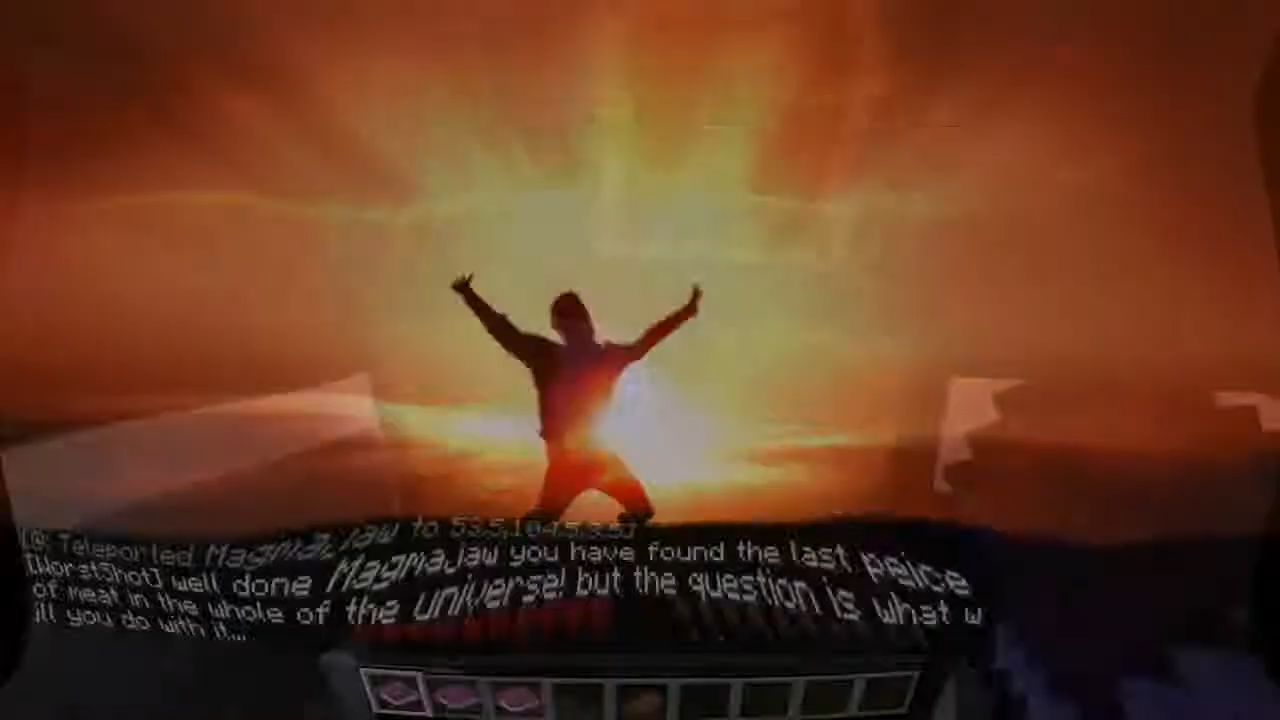 [@: Teleported MagmaJaw to 53.5,104.5,3.5]
[WorstShot] well done MagmaJaw you have found the last peice
of meat in the whole of the universe! but the question is what w
ill you do with it...